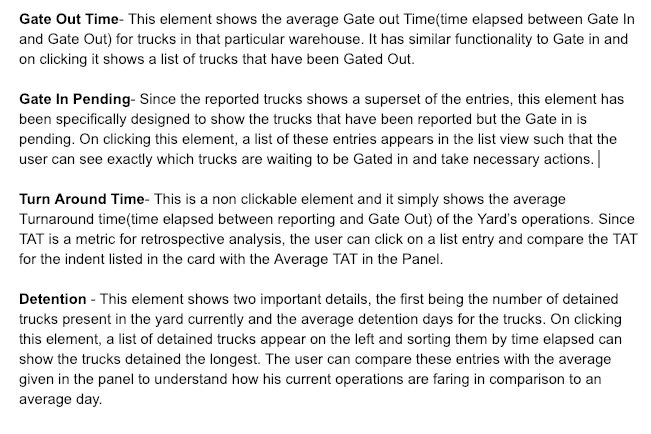 Gate Out Time- This element shows the average Gate out Time(time elapsed between Gate In
and Gate Out) for trucks in that particular warehouse. It has similar functionality to Gate in and
on clicking it shows a list of trucks that have been Gated Out.
Gate In Pending- Since the reported trucks shows a superset of the entries, this element has
been specifically designed to show the trucks that have been reported but the Gate in is
pending. On clicking this element, a list of these entries appears in the list view such that the
user can see exactly which trucks are waiting to be Gated in and take necessary actions.
Turn Around Time- This is a non clickable element and it simply shows the average
Turnaround time(time elapsed between reporting and Gate Out) of the Yard's operations. Since
TAT is a metric for retrospective analysis, the user can click on a list entry and compare the TAT
for the indent listed in the card with the Average TAT in the Panel.
Detention - This element shows two important details, the first being the number of detained
trucks present in the yard currently and the average detention days for the trucks. On clicking
this element, a list of detained trucks appear on the left and sorting them by time elapsed can
show the trucks detained the longest. The user can compare these entries with the average
given in the panel to understand how his current operations are faring in comparison to an
average day.